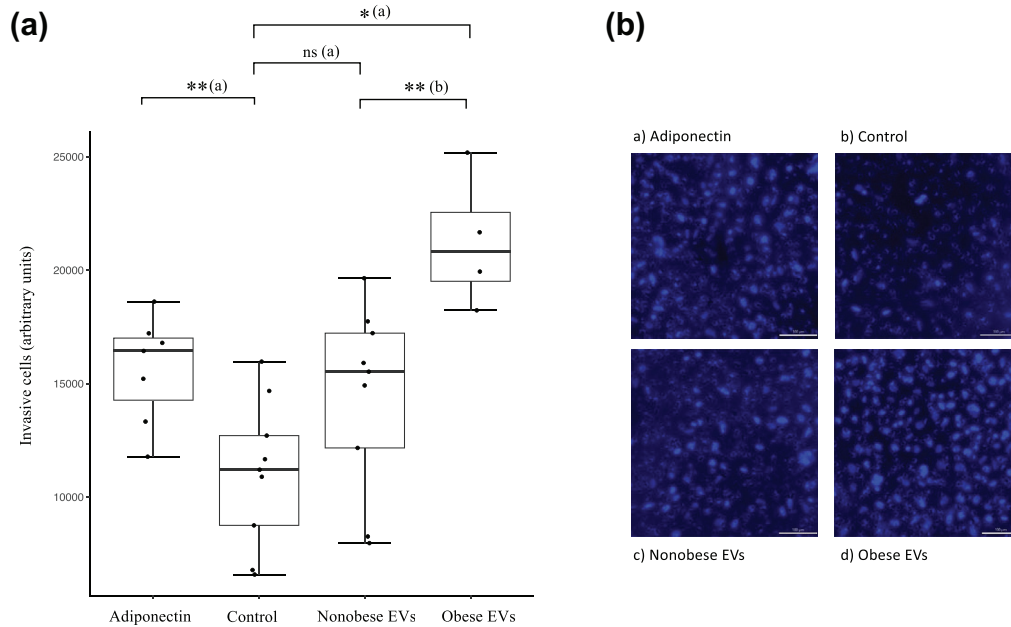 (a)
(b)
*(a)
ns (a)
**(a)
**(b)
Invasive cells (arbitrary units)
25000
20000
15000
10000
Adiponectin
Control
Nonobese EVs
Obese EVs
a) Adiponectin
b) Control
c) Nonobese EVs
d) Obese EVs